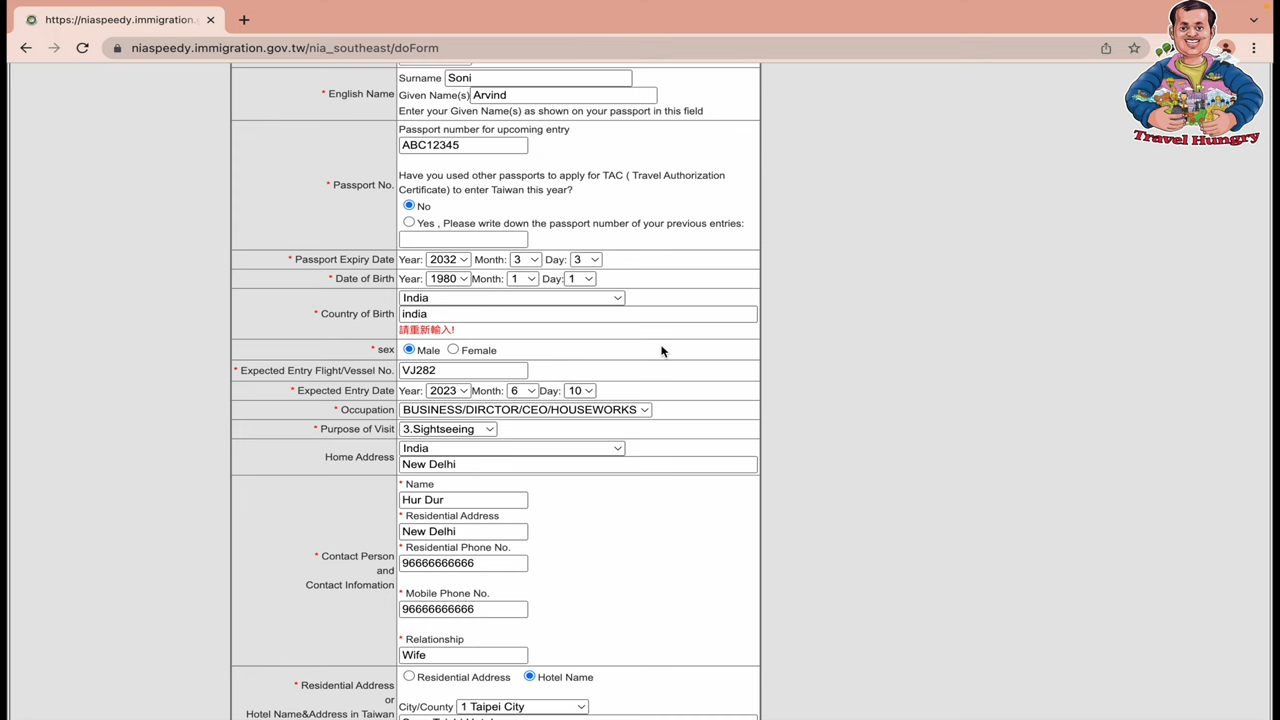 https://niaspeedy.immigration.
niaspeedy.immigration.gov.tw/nia_southeast/doForm
Travel Hungry
* English Name
Surname Soni
Given Name(s) Arvind
Enter your Given Name(s) as shown on your passport in this field
* Passport No.
Passport number for upcoming entry
ABC12345
Have you used other passports to apply for TAC ( Travel Authorization
Certificate) to enter Taiwan this year?
No
Yes , Please write down the passport number of your previous entries:
* Passport Expiry Date Year: 2032 Month: 3 Day: 3
* Date of Birth Year: 1980 Month: 1 Day: 1
* Country of Birth
India
india
請重新輸入!
* sex Male Female
* Expected Entry Flight/Vessel No. VJ282
* Expected Entry Date Year: 2023 Month: 6 Day: 10
* Occupation BUSINESS/DIRCTOR/CEO/HOUSEWORKS
* Purpose of Visit 3.Sightseeing
Home Address
India
New Delhi
* Contact Person
and
Contact Infomation
* Name
Hur Dur
* Residential Address
New Delhi
* Residential Phone No.
96666666666
* Mobile Phone No.
96666666666
* Relationship
Wife
* Residential Address
or
Hotel Name&Address in Taiwan
Residential Address Hotel Name
City/County 1 Taipei City